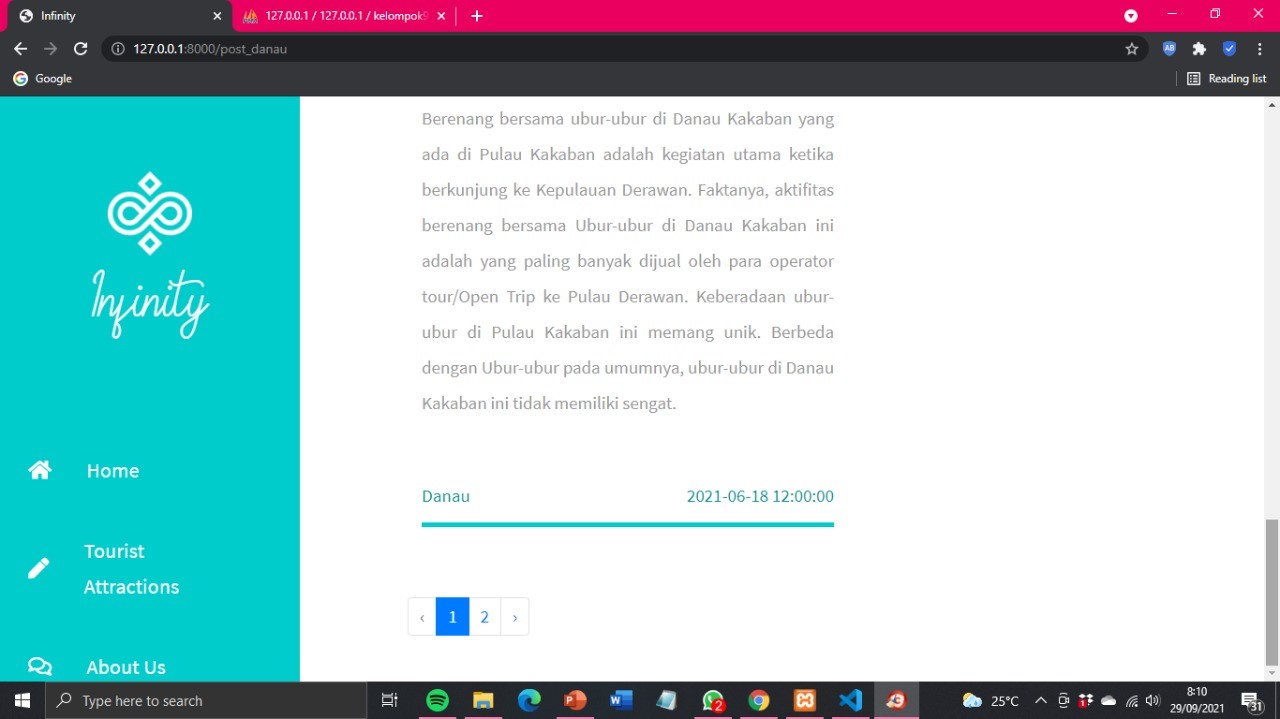 Infinity
127.0.0.1 / 127.0.0.1 / kelompok9
127.0.0.1:8000/post_danau
AB
Google
Reading list
Infinity
Home
Tourist
Attractions
About Us
Berenang bersama ubur-ubur di Danau Kakaban yang
ada di Pulau Kakaban adalah kegiatan utama ketika
berkunjung ke Kepulauan Derawan. Faktanya, aktifitas
berenang bersama Ubur-ubur di Danau Kakaban ini
adalah yang paling banyak dijual oleh para operator
tour/Open Trip ke Pulau Derawan. Keberadaan ubur-
ubur di Pulau Kakaban ini memang unik. Berbeda
dengan Ubur-ubur pada umumnya, ubur-ubur di Danau
Kakaban ini tidak memiliki sengat.
Danau 2021-06-18 12:00:00
‹ 1 2 ›
Type here to search
2
25°C
8:10
29/09/2021
31